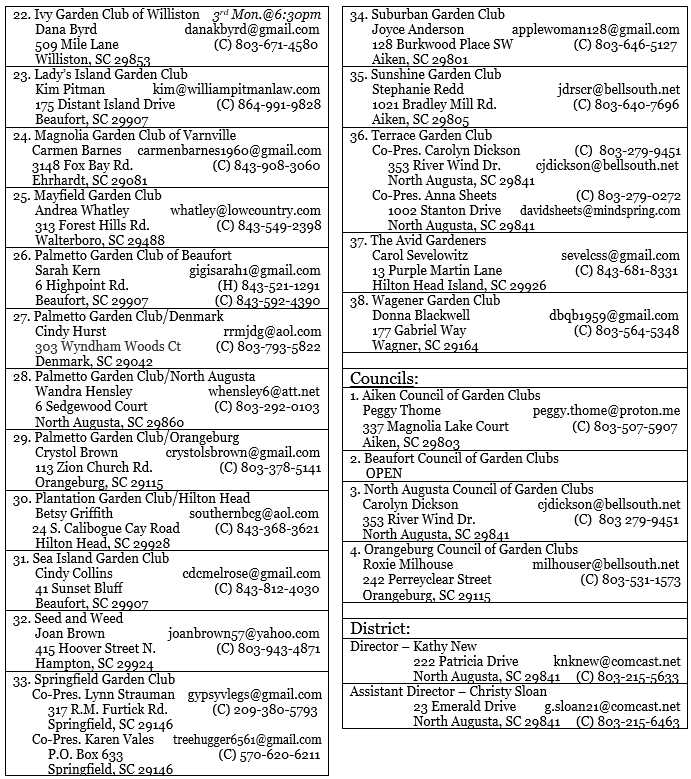 22. Ivy Garden Club of Williston 3rd Mon.@6:30pm
Dana Byrd danakbyrd@gmail.com
509 Mile Lane (C) 803-671-4580
Williston, SC 29853
23. Lady's Island Garden Club
Kim Pitman kim@williampitmanlaw.com
175 Distant Island Drive (C) 864-991-9828
Beaufort, SC 29907
24. Magnolia Garden Club of Varnville
Carmen Barnes carmenbarnes1960@gmail.com
3148 Fox Bay Rd. (C) 843-908-3060
Ehrhardt, SC 29081
25. Mayfield Garden Club
Andrea Whatley whatley@lowcountry.com
313 Forest Hills Rd. (C) 843-549-2398
Walterboro, SC 29488
26. Palmetto Garden Club of Beaufort
Sarah Kern gigisarah1@gmail.com
6 Highpoint Rd. (H) 843-521-1291
Beaufort, SC 29907 (C) 843-592-4390
27. Palmetto Garden Club/Denmark
Cindy Hurst rrmjdg@aol.com
303 Wyndham Woods Ct (C) 803-793-5822
Denmark, SC 29042
28. Palmetto Garden Club/North Augusta
Wandra Hensley whensley6@att.net
6 Sedgewood Court (C) 803-292-0103
North Augusta, SC 29860
29. Palmetto Garden Club/Orangeburg
Crystol Brown crystolsbrown@gmail.com
113 Zion Church Rd. (C) 803-378-5141
Orangeburg, SC 29115
30. Plantation Garden Club/Hilton Head
Betsy Griffith southernbcg@aol.com
24 S. Calibogue Cay Road (C) 843-368-3621
Hilton Head, SC 29928
31. Sea Island Garden Club
Cindy Collins cdcmelrose@gmail.com
41 Sunset Bluff (C) 843-812-4030
Beaufort, SC 29907
32. Seed and Weed
Joan Brown joanbrown57@yahoo.com
415 Hoover Street N. (C) 803-943-4871
Hampton, SC 29924
33. Springfield Garden Club
Co-Pres. Lynn Strauman gypsyvlegs@gmail.com
317 R.M. Furtick Rd. (C) 209-380-5793
Springfield, SC 29146
Co-Pres. Karen Vales treehugger6561@gmail.com
P.O. Box 633 (C) 570-620-6211
Springfield, SC 29146
34. Suburban Garden Club
Joyce Anderson applewoman128@gmail.com
128 Burkwood Place SW (C) 803-646-5127
Aiken, SC 29801
35. Sunshine Garden Club
Stephanie Redd jdrscr@bellsouth.net
1021 Bradley Mill Rd. (C) 803-640-7696
Aiken, SC 29805
36. Terrace Garden Club
Co-Pres. Carolyn Dickson (C) 803-279-9451
353 River Wind Dr. cjdickson@bellsouth.net
North Augusta, SC 29841
Co-Pres. Anna Sheets (C) 803-279-0272
1002 Stanton Drive davidsheets@mindspring.com
North Augusta, SC 29841
37. The Avid Gardeners
Carol Sevelowitz sevelcss@gmail.com
13 Purple Martin Lane (C) 843-681-8331
Hilton Head Island, SC 29926
38. Wagener Garden Club
Donna Blackwell dbqb1959@gmail.com
177 Gabriel Way (C) 803-564-5348
Wagner, SC 29164
Councils:
1. Aiken Council of Garden Clubs
Peggy Thome peggy.thome@proton.me
337 Magnolia Lake Court (C) 803-507-5907
Aiken, SC 29803
2. Beaufort Council of Garden Clubs
OPEN
3. North Augusta Council of Garden Clubs
Carolyn Dickson cjdickson@bellsouth.net
353 River Wind Dr. (C) 803 279-9451
North Augusta, SC 29841
4. Orangeburg Council of Garden Clubs
Roxie Milhouse milhouser@bellsouth.net
242 Perreyclear Street (C) 803-531-1573
Orangeburg, SC 29115
District:
Director – Kathy New
222 Patricia Drive knknew@comcast.net
North Augusta, SC 29841 (C) 803-215-5633
Assistant Director – Christy Sloan
23 Emerald Drive g.sloan21@comcast.net
North Augusta, SC 29841 (C) 803-215-6463